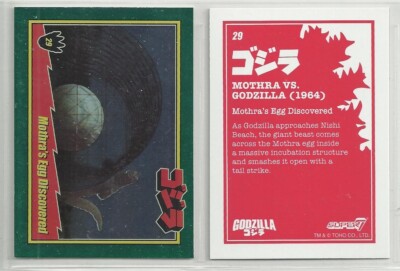 29
Mothra's Egg Discovered
ゴジラ
29
ゴジラ
MOTHRA VS.
GODZILLA (1964)
Mothra's Egg Discovered
As Godzilla approaches Nishi
Beach, the giant beast comes
across the Mothra egg inside
a massive incubation structure
and smashes it open with a
tail strike.
GODZILLA
ゴジラ
SUPER7
TM & © TOHO CO., LTD.